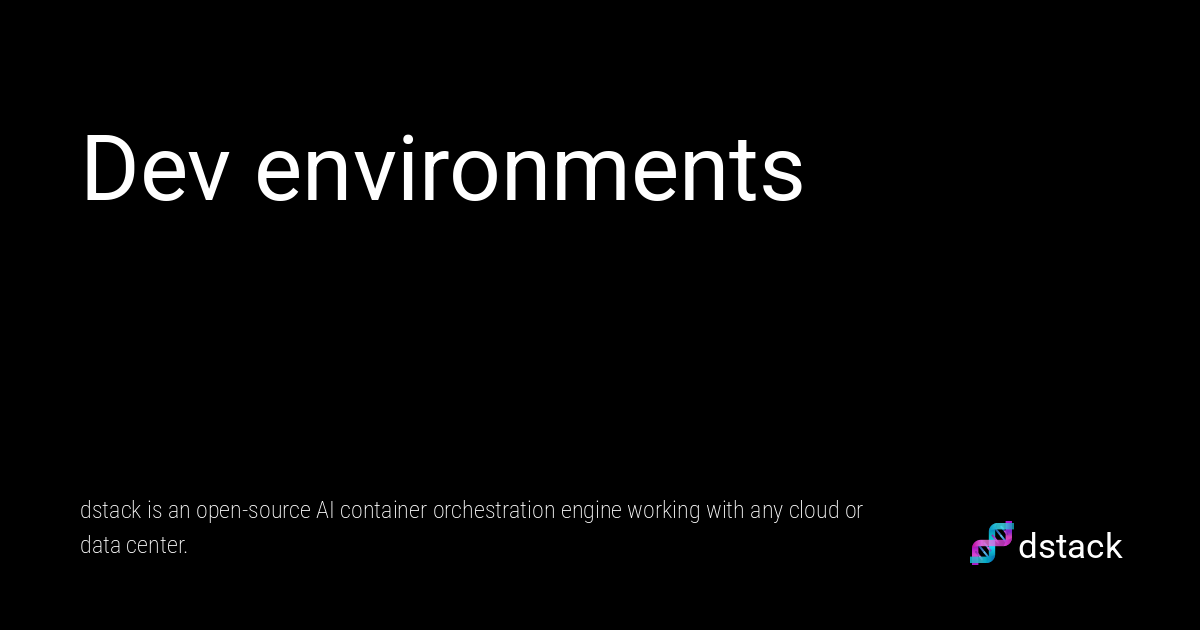 Dev environments
dstack is an open-source AI container orchestration engine working with any cloud or
data center.
dstack